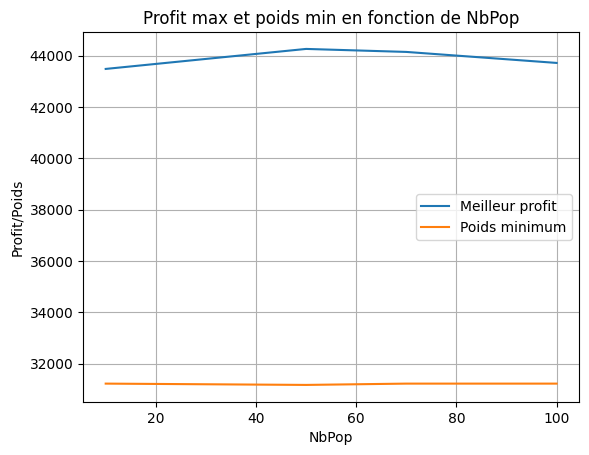 Profit max et poids min en fonction de NbPop
44000
42000
40000
38000
36000
34000
32000
Profit/Poids
Meilleur profit
Poids minimum
20
40
60
80
100
NbPop